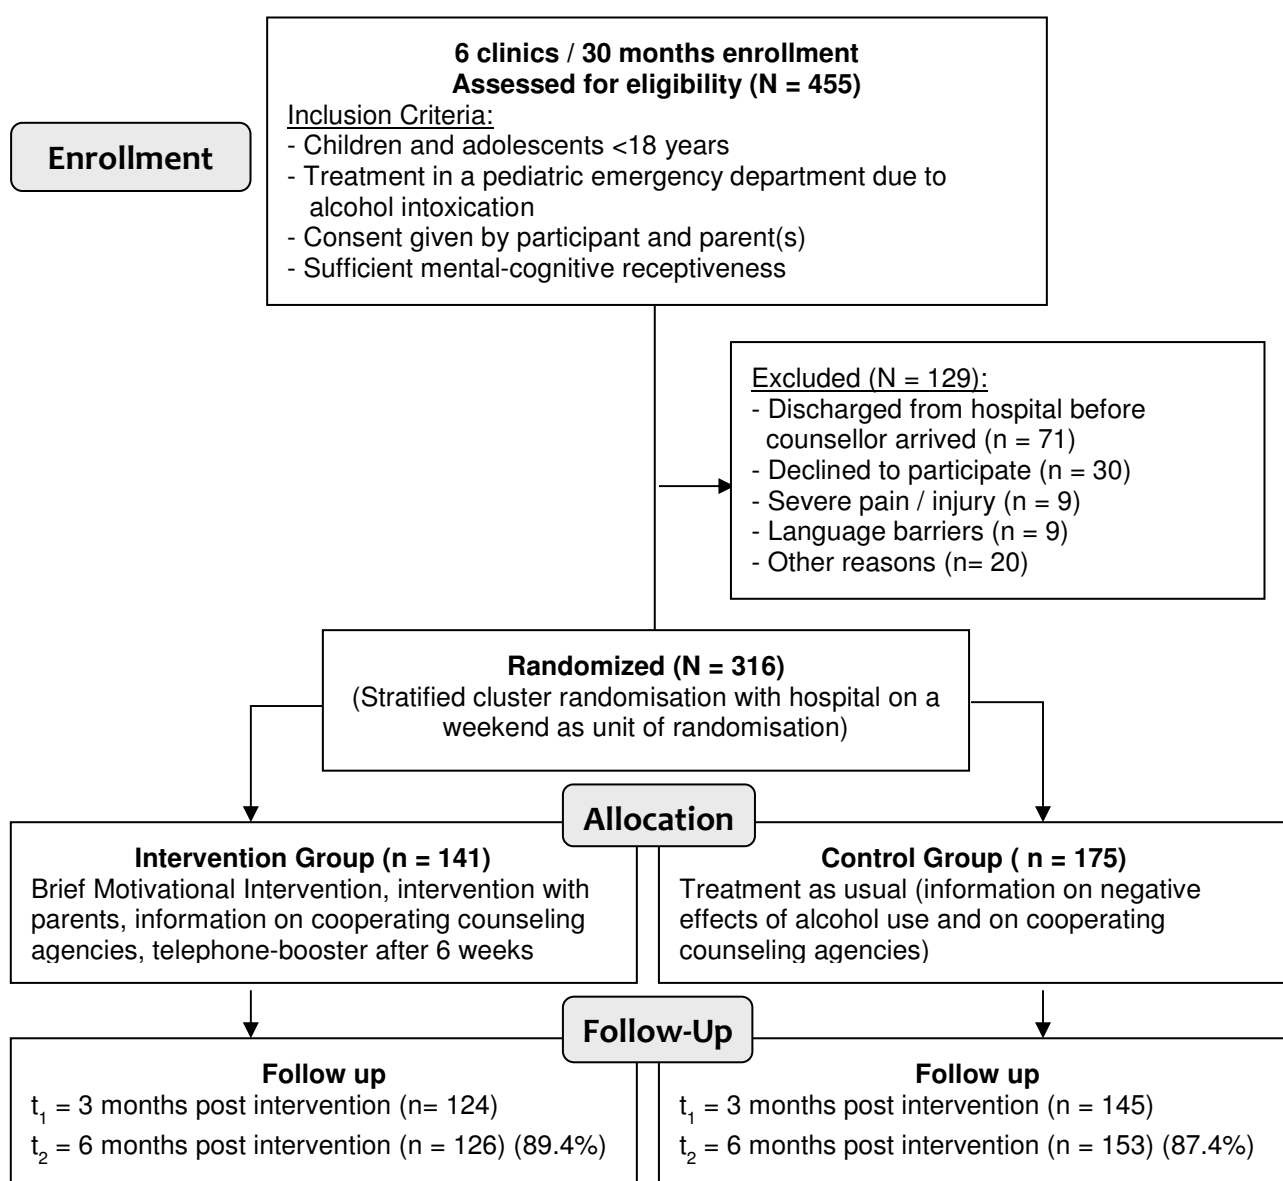 6 clinics / 30 months enrollment
Assessed for eligibility (N = 455)
Inclusion Criteria:
- Children and adolescents <18 years
- Treatment in a pediatric emergency department due to
alcohol intoxication
- Consent given by participant and parent(s)
- Sufficient mental-cognitive receptiveness
Enrollment
Excluded (N = 129):
- Discharged from hospital before
counsellor arrived (n = 71)
- Declined to participate (n = 30)
- Severe pain / injury (n = 9)
- Language barriers (n = 9)
- Other reasons (n= 20)
Randomized (N = 316)
(Stratified cluster randomisation with hospital on a
weekend as unit of randomisation)
Allocation
Intervention Group (n = 141)
Brief Motivational Intervention, intervention with
parents, information on cooperating counseling
agencies, telephone-booster after 6 weeks
Control Group ( n = 175)
Treatment as usual (information on negative
effects of alcohol use and on cooperating
counseling agencies)
Follow-Up
Follow up
t1 = 3 months post intervention (n= 124)
t2 = 6 months post intervention (n = 126) (89.4%)
Follow up
t1 = 3 months post intervention (n = 145)
t2 = 6 months post intervention (n = 153) (87.4%)